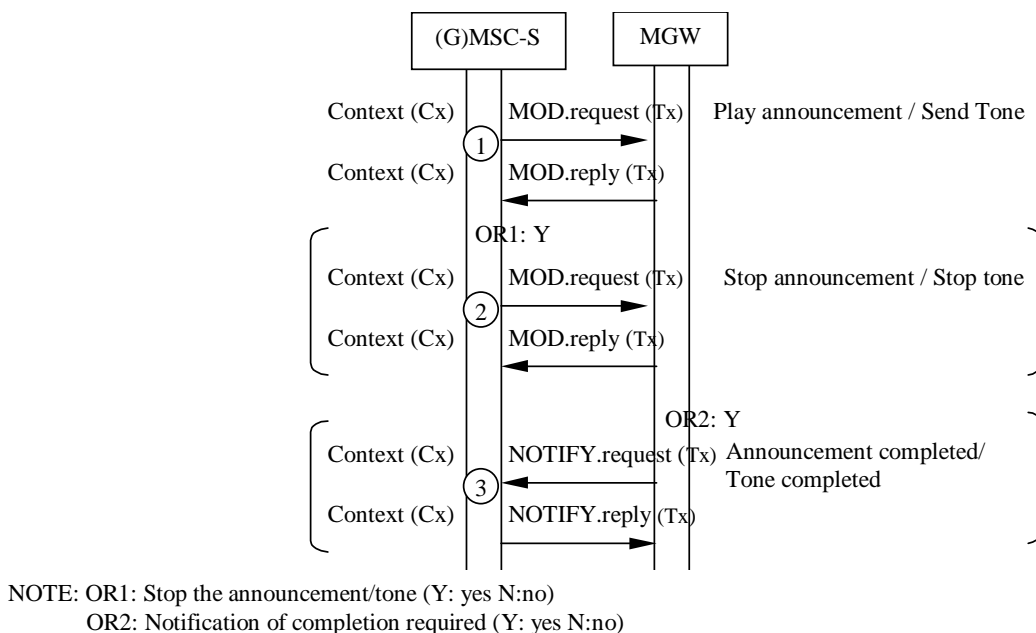 (G)MSC-S MGW
Context (Cx) MOD.request (Tx) Play announcement / Send Tone
1
Context (Cx) MOD.reply (Tx)
OR1: Y
Context (Cx) MOD.request (Tx) Stop announcement / Stop tone
2
Context (Cx) MOD.reply (Tx)
OR2: Y
Context (Cx) NOTIFY.request (Tx) Announcement completed/
Tone completed
3
Context (Cx) NOTIFY.reply (Tx)
NOTE: OR1: Stop the announcement/tone (Y: yes N:no)
OR2: Notification of completion required (Y: yes N:no)